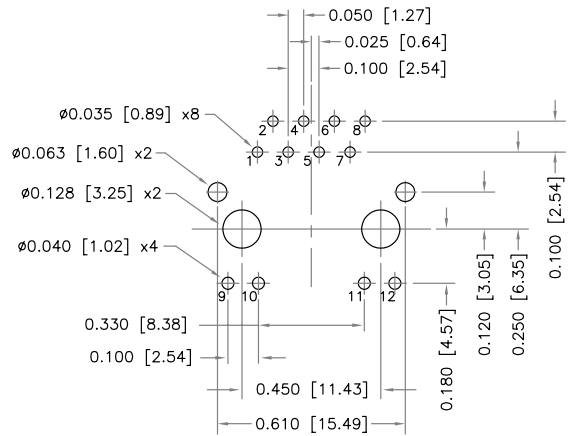 0.050 [1.27]
0.025 [0.64]
0.100 [2.54]
ø0.035 [0.89] x8
2 4 6 8
ø0.063 [1.60] x2
1 3 5 7
ø0.128 [3.25] x2
ø0.040 [1.02] x4
9 10 11 12
0.330 [8.38]
0.100 [2.54]
0.450 [11.43]
0.610 [15.49]
0.180 [4.57]
0.120 [3.05]
0.250 [6.35]
0.100 [2.54]